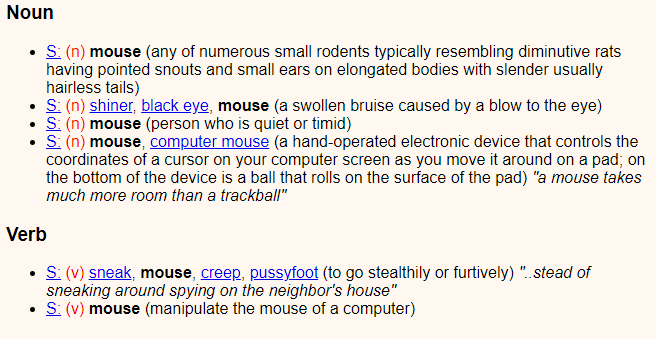 Noun
• S: (n) mouse (any of numerous small rodents typically resembling diminutive rats
having pointed snouts and small ears on elongated bodies with slender usually
hairless tails)
• S: (n) shiner, black eye, mouse (a swollen bruise caused by a blow to the eye)
• S: (n) mouse (person who is quiet or timid)
• S: (n) mouse, computer mouse (a hand-operated electronic device that controls the
coordinates of a cursor on your computer screen as you move it around on a pad; on
the bottom of the device is a ball that rolls on the surface of the pad) "a mouse takes
much more room than a trackball"
Verb
• S: (v) sneak, mouse, creep, pussyfoot (to go stealthily or furtively) "..stead of
sneaking around spying on the neighbor's house"
• S: (v) mouse (manipulate the mouse of a computer)